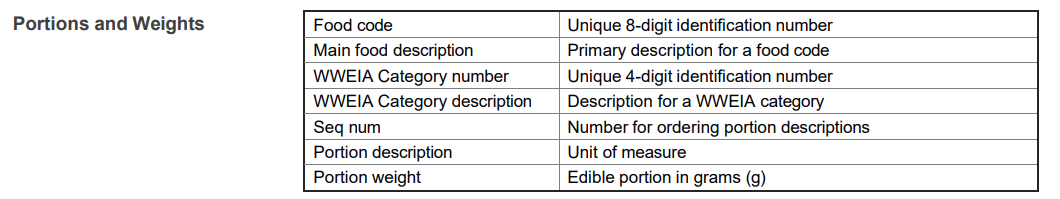 Portions and Weights
Food code Unique 8-digit identification number
Main food description Primary description for a food code
WWEIA Category number Unique 4-digit identification number
WWEIA Category description Description for a WWEIA category
Seq num Number for ordering portion descriptions
Portion description Unit of measure
Portion weight Edible portion in grams (g)